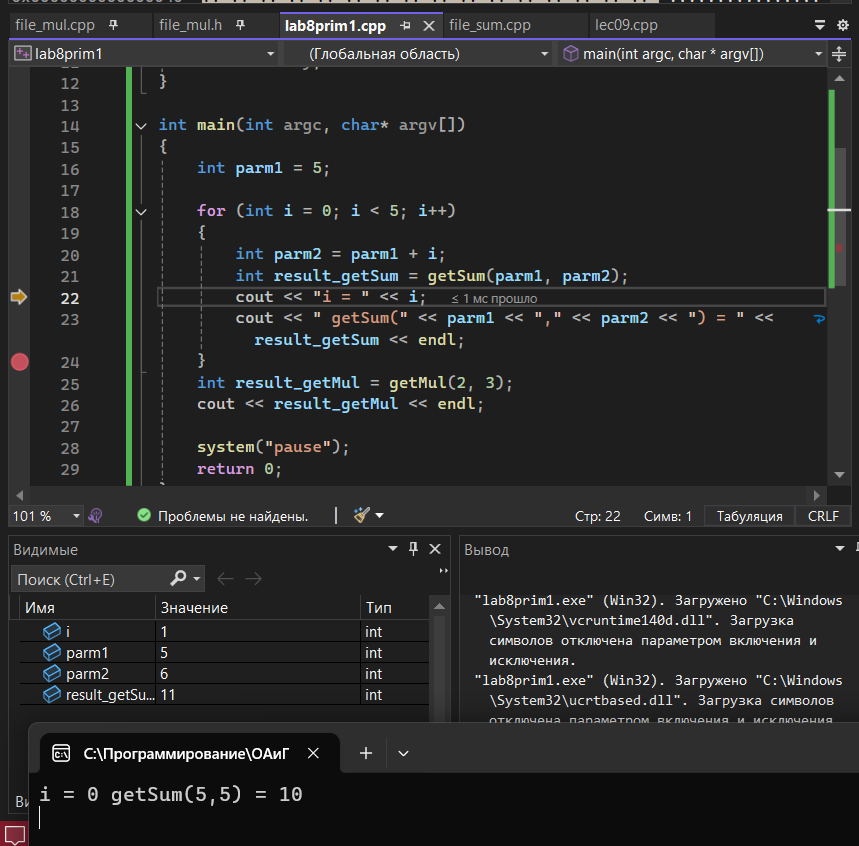 file_mul.cpp file_mul.h lab8prim1.cpp file_sum.cpp lec09.cpp
lab8prim1 (Глобальная область) main(int argc, char * argv[])
12 }
13
14 int main(int argc, char* argv[])
15 {
16 int parm1 = 5;
17
18 for (int i = 0; i < 5; i++)
19 {
20 int parm2 = parm1 + i;
21 int result_getSum = getSum(parm1, parm2);
22 cout << "i = " << i; ≤ 1 мс прошло
23 cout << " getSum(" << parm1 << "," << parm2 << ") = " <<
result_getSum << endl;
24 }
25 int result_getMul = getMul(2, 3);
26 cout << result_getMul << endl;
27
28 system("pause");
29 return 0;
101 % Проблемы не найдены. Стр: 22 Симв: 1 Табуляция CRLF
Видимые
Поиск (Ctrl+E)
Имя Значение Тип
i 1 int
parm1 5 int
parm2 6 int
result_getSu... 11 int
Вывод
"lab8prim1.exe" (Win32). Загружено "C:\Windows
\System32\vcruntime140d.dll". Загрузка
символов отключена параметром включения и
исключения.
"lab8prim1.exe" (Win32). Загружено "C:\Windows
\System32\ucrtbased.dll". Загрузка символов
отключена параметром включения и исключения
C:\Программирование\ОАиГ
i = 0 getSum(5,5) = 10